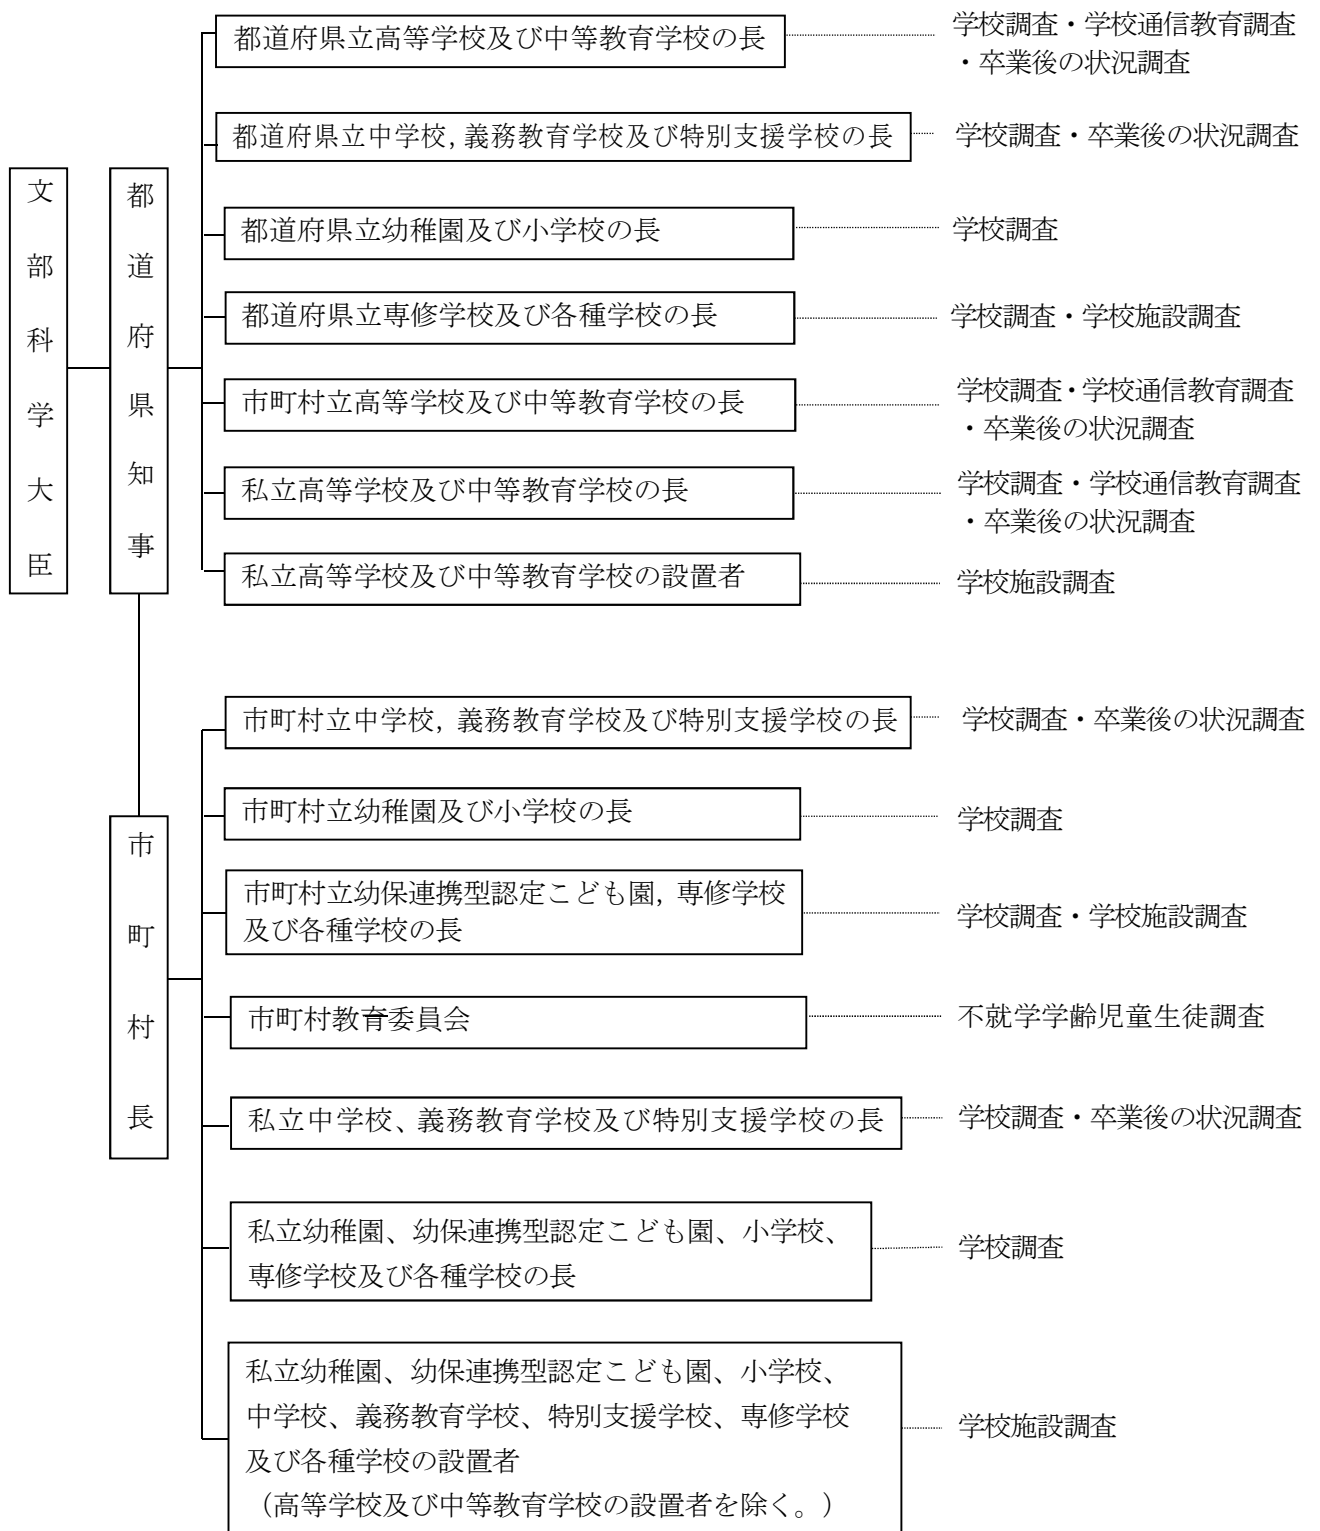 文部科学大臣
都道府県知事
都道府県立高等学校及び中等教育学校の長
学校調査・学校通信教育調査
・卒業後の状況調査
都道府県立中学校,義務教育学校及び特別支援学校の長
学校調査・卒業後の状況調査
都道府県立幼稚園及び小学校の長
学校調査
都道府県立専修学校及び各種学校の長
学校調査・学校施設調査
市町村立高等学校及び中等教育学校の長
学校調査・学校通信教育調査
・卒業後の状況調査
私立高等学校及び中等教育学校の長
学校調査・学校通信教育調査
・卒業後の状況調査
私立高等学校及び中等教育学校の設置者
学校施設調査
市町村長
市町村立中学校,義務教育学校及び特別支援学校の長
学校調査・卒業後の状況調査
市町村立幼稚園及び小学校の長
学校調査
市町村立幼保連携型認定こども園,専修学校
及び各種学校の長
学校調査・学校施設調査
市町村教育委員会
不就学学齢児童生徒調査
私立中学校、義務教育学校及び特別支援学校の長
学校調査・卒業後の状況調査
私立幼稚園、幼保連携型認定こども園、小学校、
専修学校及び各種学校の長
学校調査
私立幼稚園、幼保連携型認定こども園、小学校、
中学校、義務教育学校、特別支援学校、専修学校
及び各種学校の設置者
（高等学校及び中等教育学校の設置者を除く。）
学校施設調査